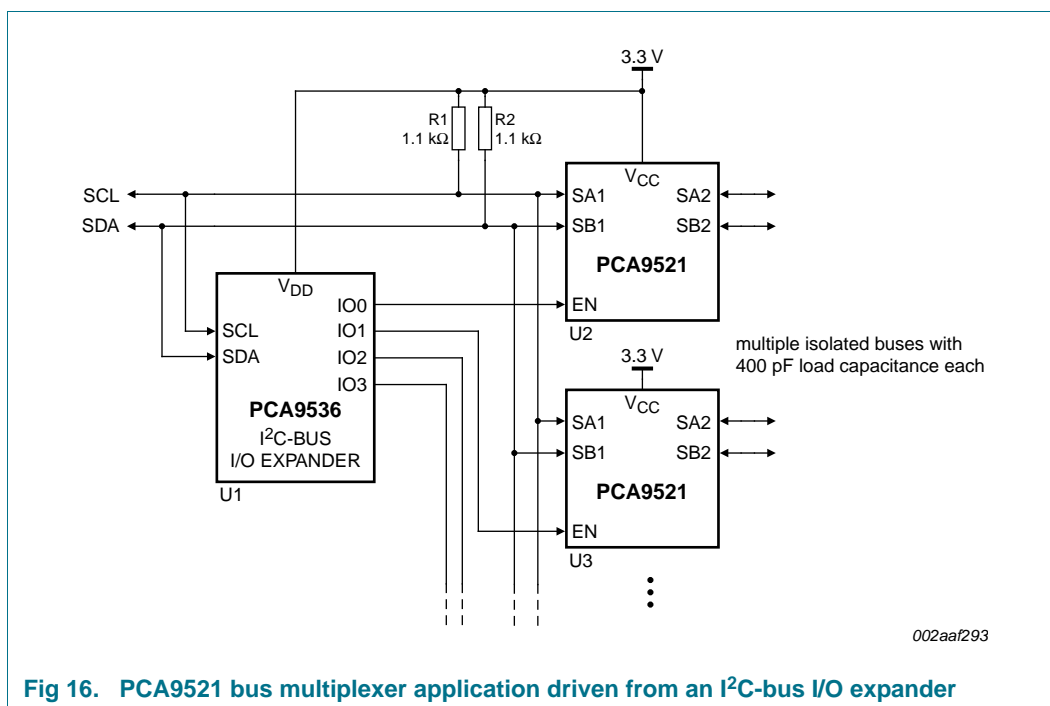 3.3 V
R1
1.1 kΩ
R2
1.1 kΩ
SCL
SDA
VCC
SA1
SB1
SA2
SB2
PCA9521
EN
U2
VDD
SCL
SDA
IO0
IO1
IO2
IO3
PCA9536
I2C-BUS
I/O EXPANDER
U1
multiple isolated buses with
400 pF load capacitance each
3.3 V
VCC
SA1
SB1
SA2
SB2
PCA9521
EN
U3
002aaf293
Fig 16. PCA9521 bus multiplexer application driven from an I2C-bus I/O expander